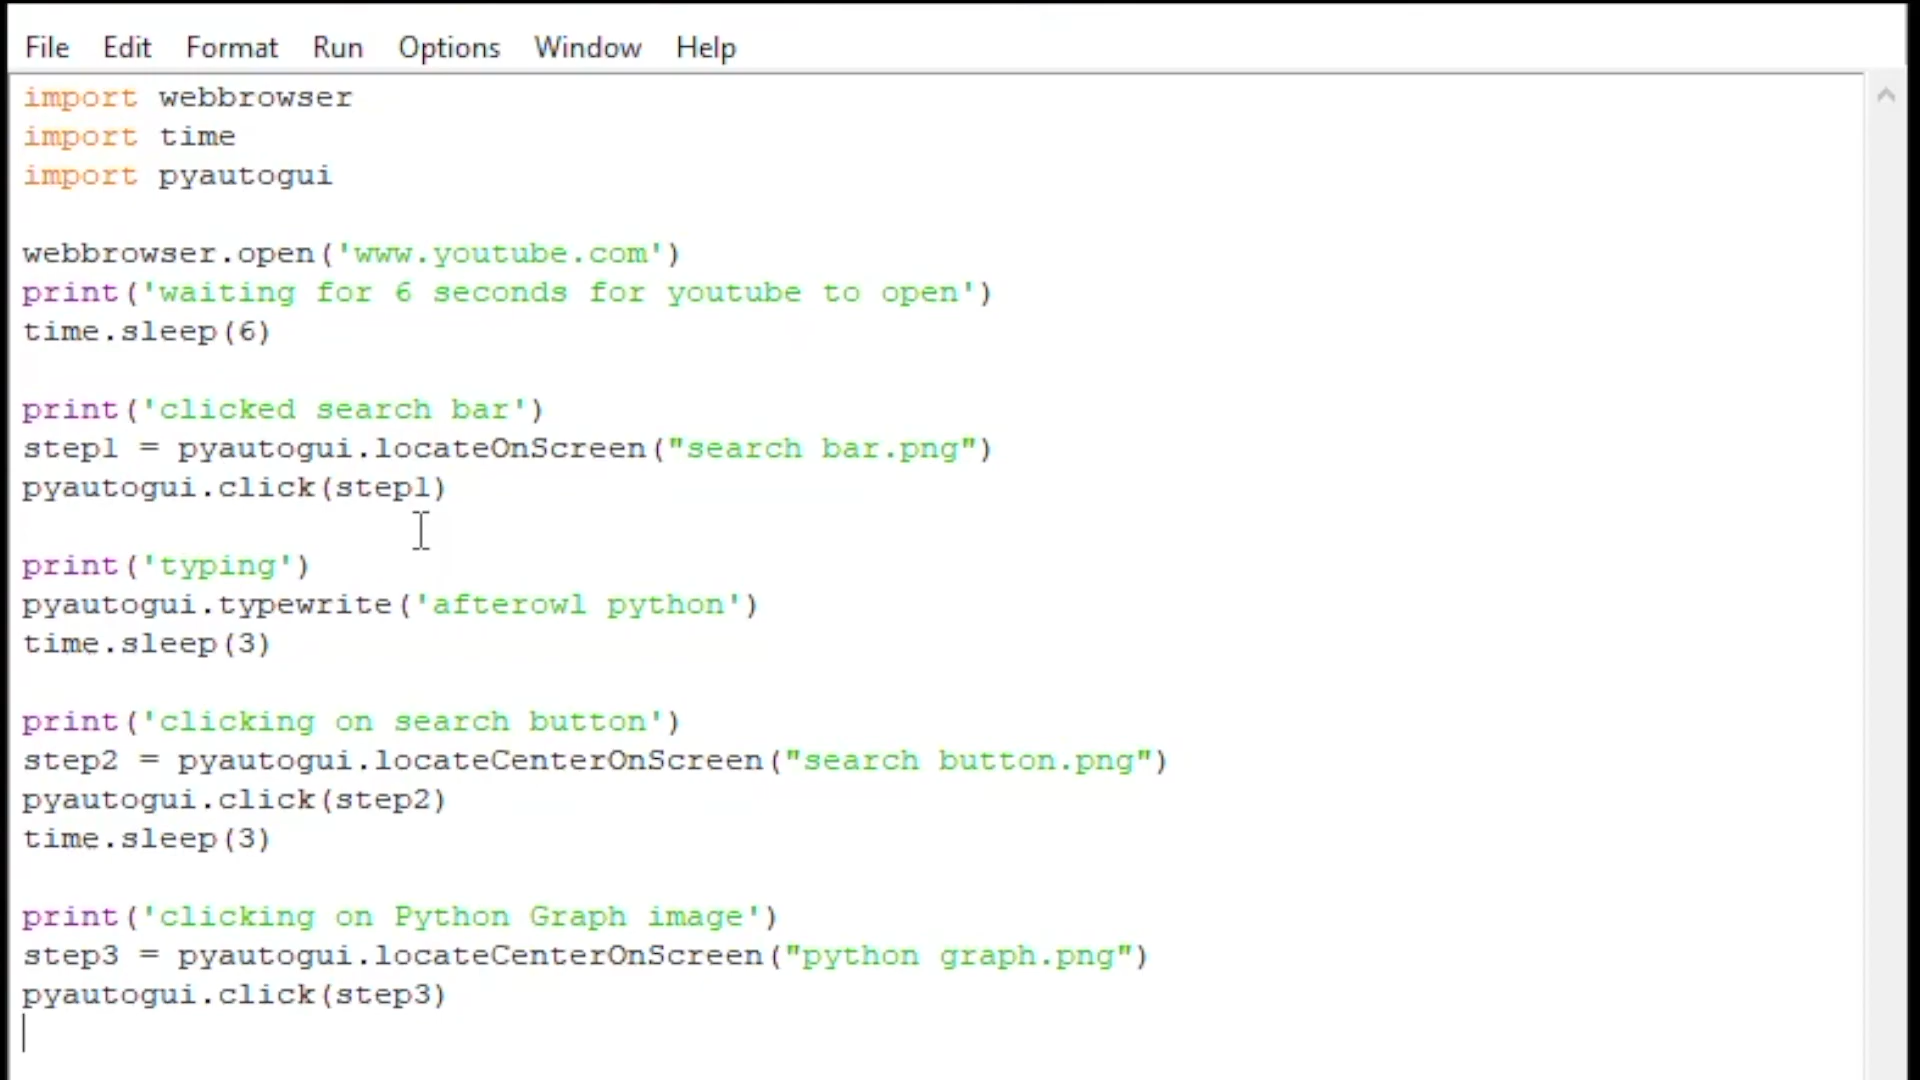 File Edit Format Run Options Window Help
import webbrowser
import time
import pyautogui
webbrowser.open('www.youtube.com')
print('waiting for 6 seconds for youtube to open')
time.sleep(6)
print('clicked search bar')
step1 = pyautogui.locateOnScreen("search bar.png")
pyautogui.click(step1)
print('typing')
pyautogui.typewrite('afterowl python')
time.sleep(3)
print('clicking on search button')
step2 = pyautogui.locateCenterOnScreen("search button.png")
pyautogui.click(step2)
time.sleep(3)
print('clicking on Python Graph image')
step3 = pyautogui.locateCenterOnScreen("python graph.png")
pyautogui.click(step3)